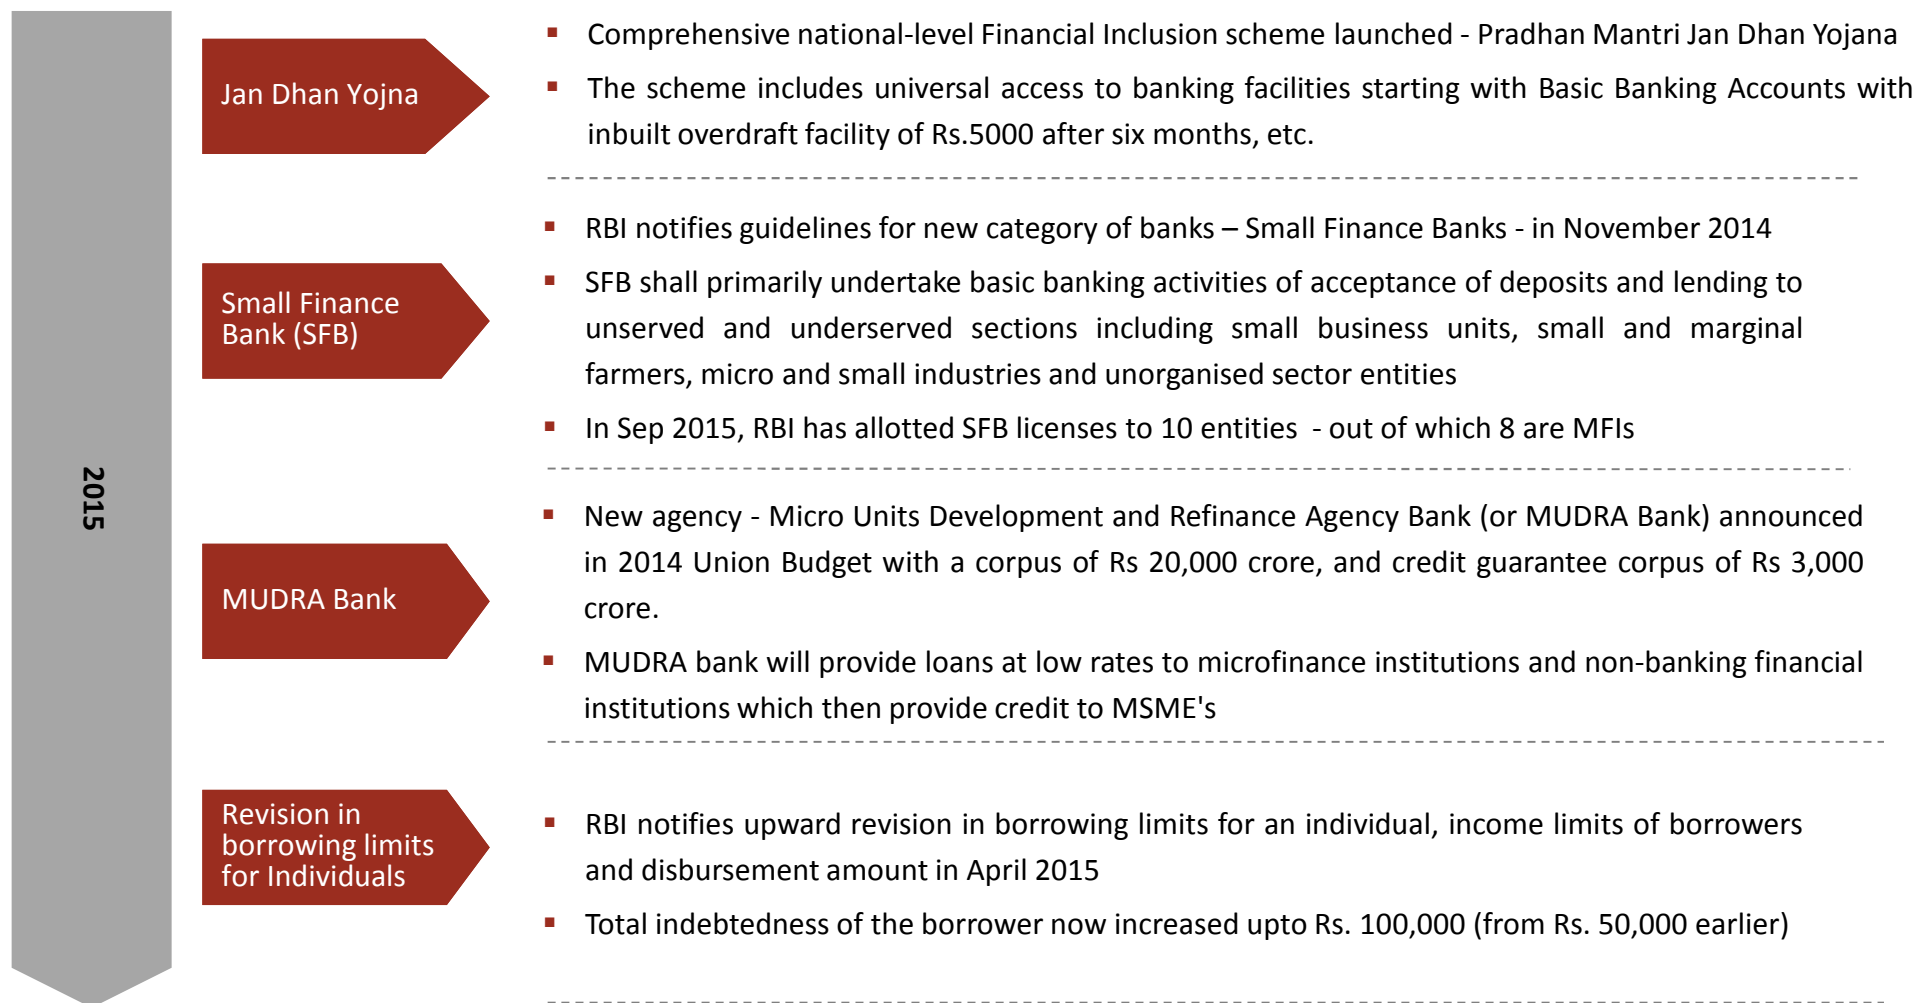 2015
Jan Dhan Yojna
▪ Comprehensive national-level Financial Inclusion scheme launched - Pradhan Mantri Jan Dhan Yojana
▪ The scheme includes universal access to banking facilities starting with Basic Banking Accounts with
inbuilt overdraft facility of Rs.5000 after six months, etc.
Small Finance
Bank (SFB)
▪ RBI notifies guidelines for new category of banks – Small Finance Banks - in November 2014
▪ SFB shall primarily undertake basic banking activities of acceptance of deposits and lending to
unserved and underserved sections including small business units, small and marginal
farmers, micro and small industries and unorganised sector entities
▪ In Sep 2015, RBI has allotted SFB licenses to 10 entities - out of which 8 are MFIs
MUDRA Bank
▪ New agency - Micro Units Development and Refinance Agency Bank (or MUDRA Bank) announced
in 2014 Union Budget with a corpus of Rs 20,000 crore, and credit guarantee corpus of Rs 3,000
crore.
▪ MUDRA bank will provide loans at low rates to microfinance institutions and non-banking financial
institutions which then provide credit to MSME's
Revision in
borrowing limits
for Individuals
▪ RBI notifies upward revision in borrowing limits for an individual, income limits of borrowers
and disbursement amount in April 2015
▪ Total indebtedness of the borrower now increased upto Rs. 100,000 (from Rs. 50,000 earlier)